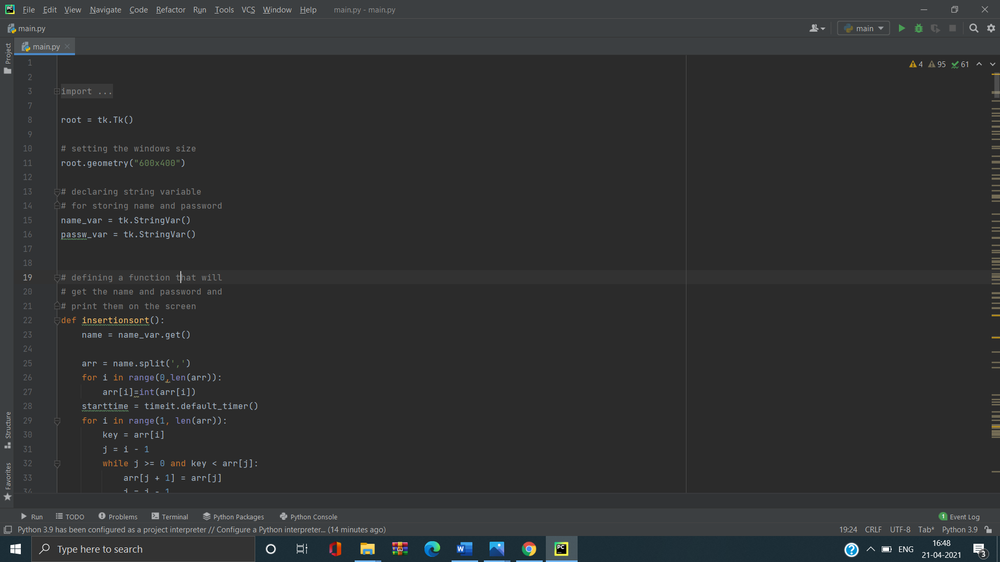 PC File Edit View Navigate Code Refactor Run Tools VCS Window Help main.py - main.py
main.py main
Project main.py ×
4 95 61
1
2
3 import ...
7
8 root = tk.Tk()
9
10 # setting the windows size
11 root.geometry("600x400")
12
13 # declaring string variable
14 # for storing name and password
15 name_var = tk.StringVar()
16 passw_var = tk.StringVar()
17
18
19 # defining a function that will
20 # get the name and password and
21 # print them on the screen
22 def insertionsort():
23 name = name_var.get()
24
25 arr = name.split(',')
26 for i in range(0,len(arr)):
27 arr[i]=int(arr[i])
28 starttime = timeit.default_timer()
29 for i in range(1, len(arr)):
30 key = arr[i]
31 j = i - 1
32 while j >= 0 and key < arr[j]:
33 arr[j + 1] = arr[j]
34 j = j - 1
Structure
Favorites
Run TODO Problems Terminal Python Packages Python Console 1 Event Log
Python 3.9 has been configured as a project interpreter // Configure a Python interpreter... (14 minutes ago) 19:24 CRLF UTF-8 Tab* Python 3.9
Type here to search W PC ? ENG 16:48
21-04-2021 3